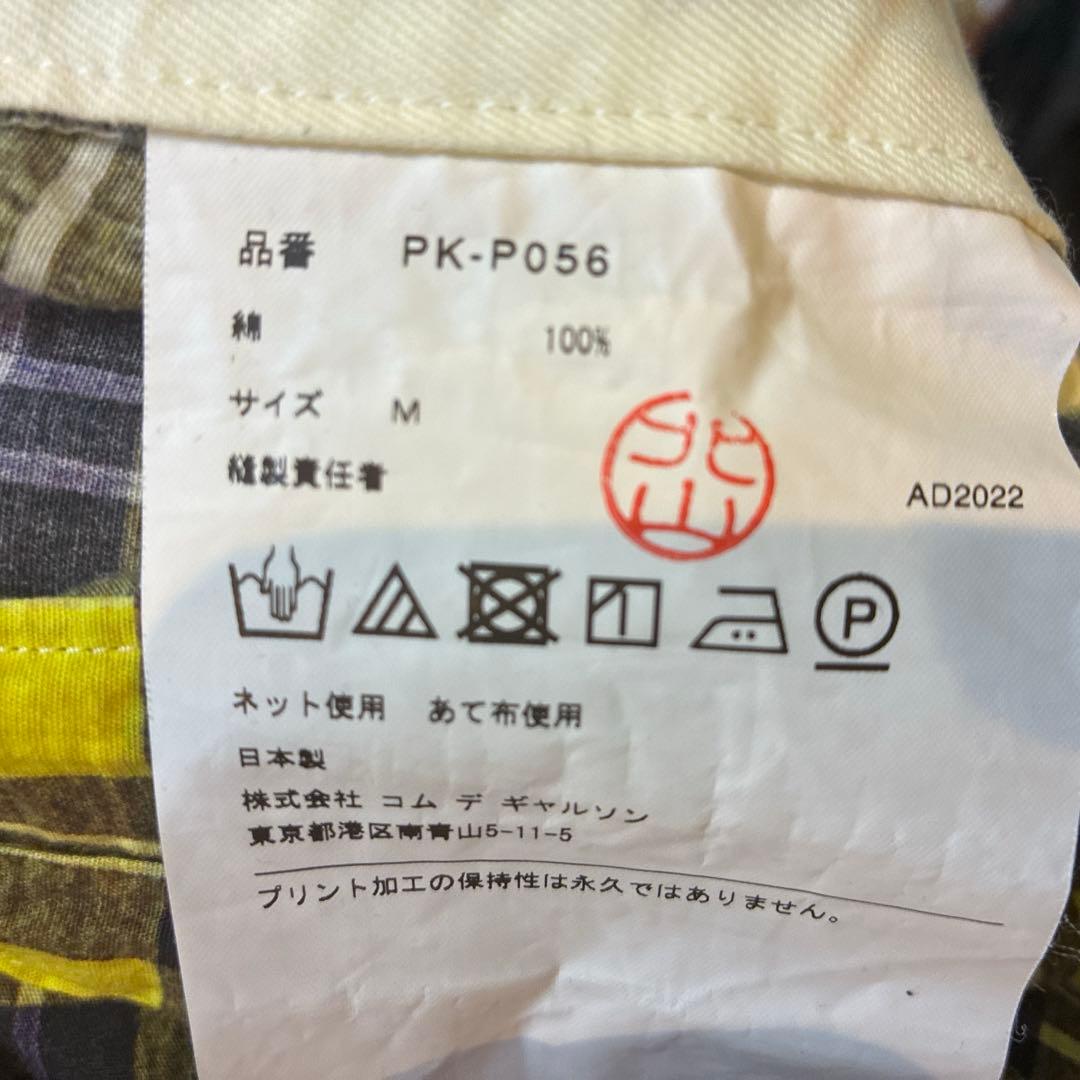 品番 PK-P056
綿 100%
サイズ M
縫製責任者
AD2022
P
ネット使用 あて布使用
日本製
株式会社 コム デ ギャルソン
東京都港区南青山5-11-5
プリント加工の保持性は永久ではありません。